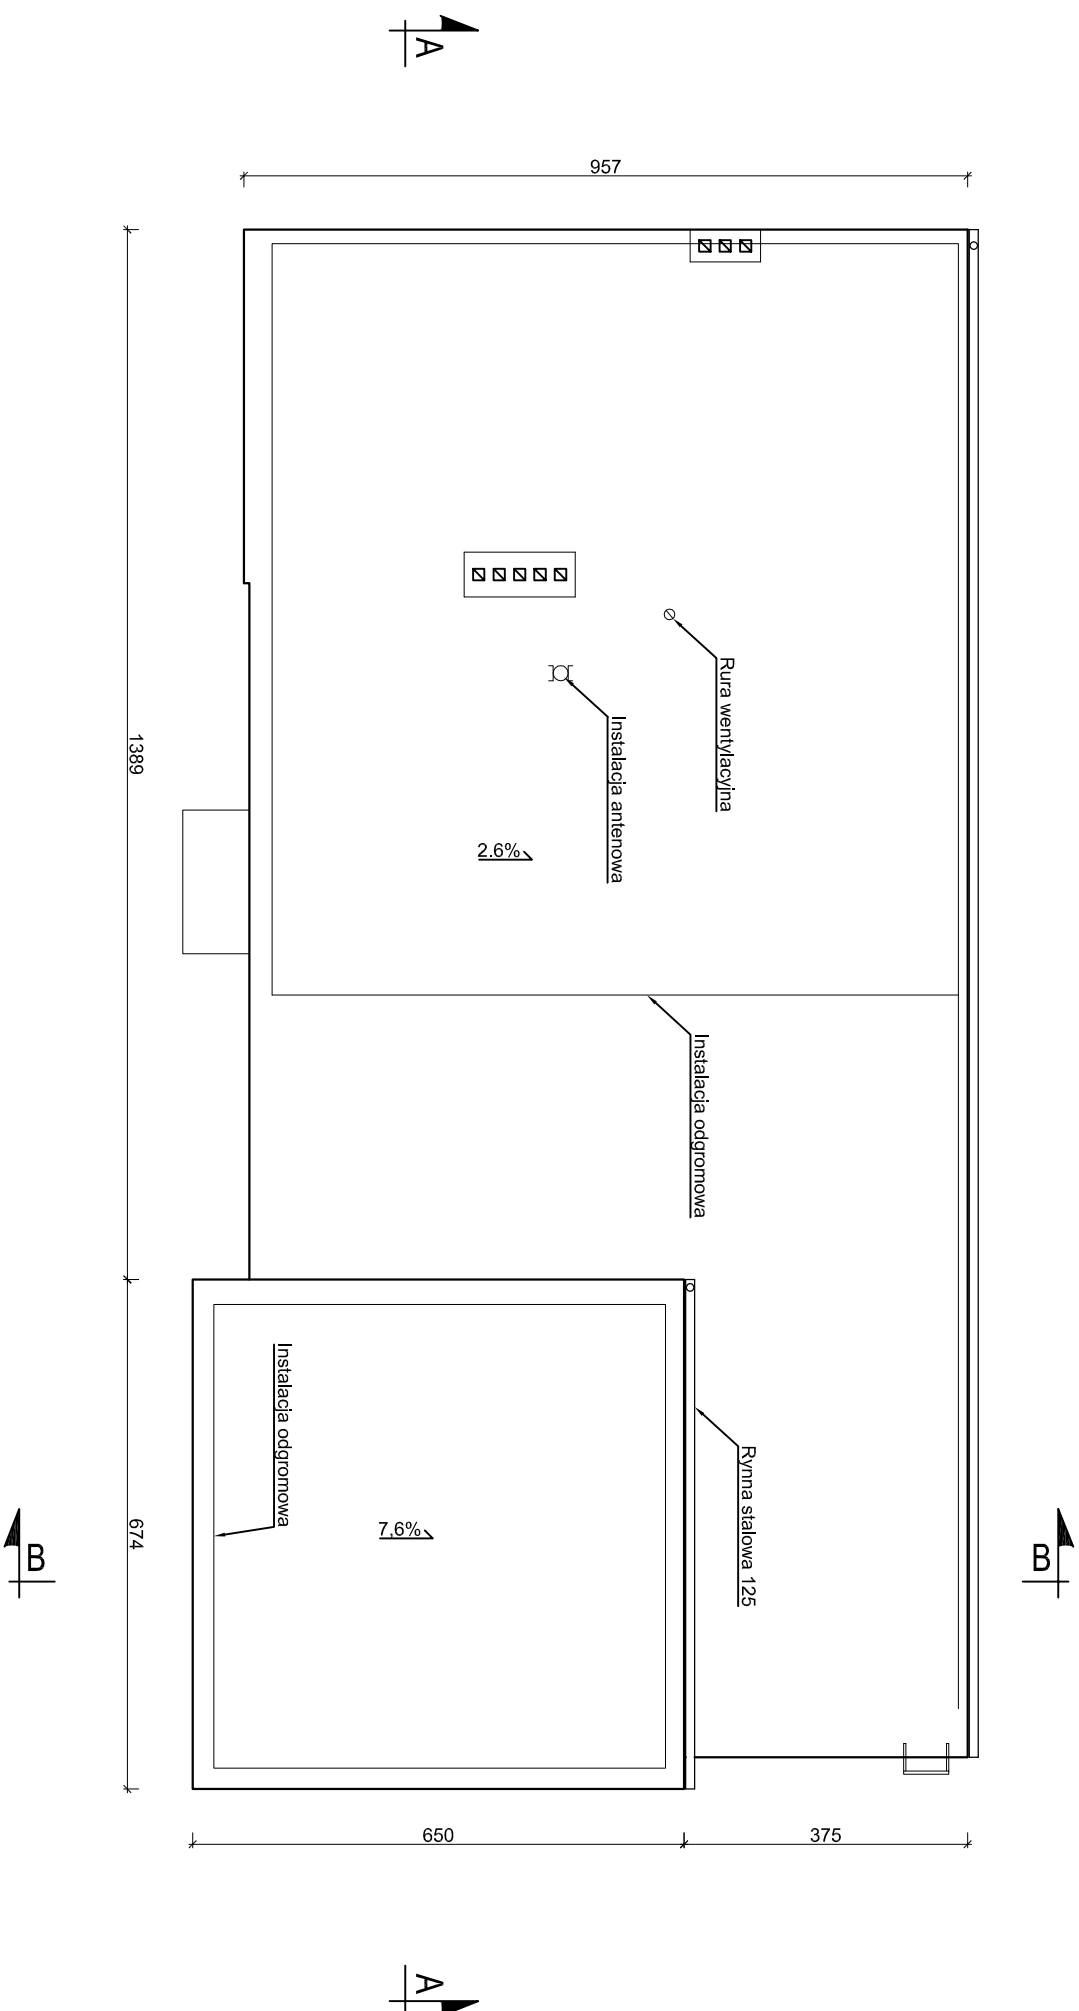 A
957
1389
Rura wentylacyjna
Instalacja antenowa
2.6%
Instalacja odgromowa
Instalacja odgromowa
7,6%
Rynna stalowa 125
674
B
B
650
375
A